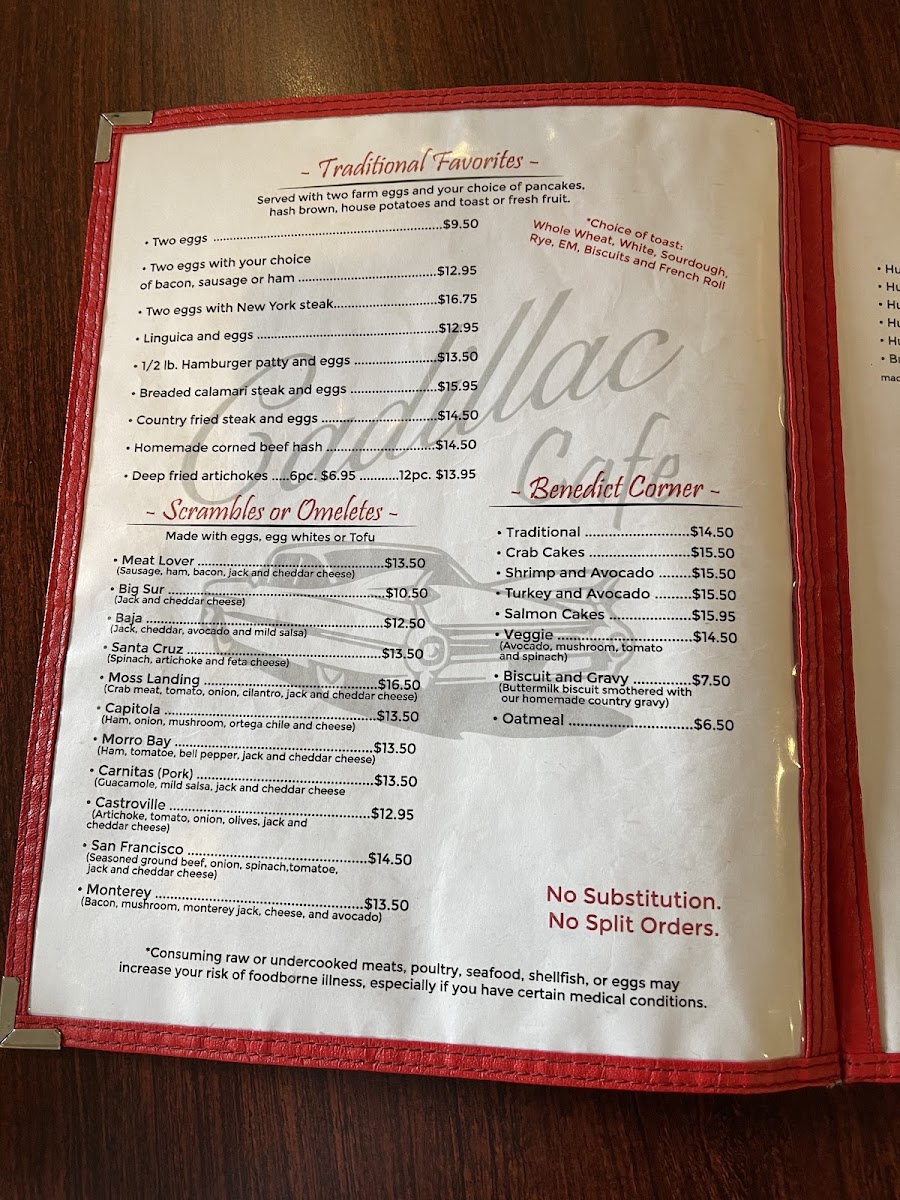 - Traditional Favorites -
Served with two farm eggs and your choice of pancakes,
hash brown, house potatoes and toast or fresh fruit.
*Choice of toast:
Whole Wheat, White, Sourdough,
Rye, EM, Biscuits and French Roll
• Two eggs ........................................................$9.50
• Two eggs with your choice
of bacon, sausage or ham ........................................$12.95
• Two eggs with New York steak.........................$16.75
• Linguica and eggs ............................................$12.95
• 1/2 lb. Hamburger patty and eggs ....................$13.50
• Breaded calamari steak and eggs .....................$15.95
• Country fried steak and eggs ............................$14.50
• Homemade corned beef hash ..........................$14.50
• Deep fried artichokes .....6pc. $6.95 ..........12pc. $13.95
Cadillac
Cafe
- Scrambles or Omeletes -
Made with eggs, egg whites or Tofu
• Meat Lover .............................................$13.50
(Sausage, ham, bacon, jack and cheddar cheese)
• Big Sur .....................................................$10.50
(Jack and cheddar cheese)
• Baja .........................................................$12.50
(Jack, cheddar, avocado and mild salsa)
• Santa Cruz ...............................................$13.50
(Spinach, artichoke and feta cheese)
• Moss Landing ..........................................$16.50
(Crab meat, tomato, onion, cilantro, jack and cheddar cheese)
• Capitola ...................................................$13.50
(Ham, onion, mushroom, ortega chile and cheese)
• Morro Bay ................................................$13.50
(Ham, tomatoe, bell pepper, jack and cheddar cheese)
• Carnitas (Pork) ..........................................$13.50
(Guacamole, mild salsa, jack and cheddar cheese
• Castroville ................................................$12.95
(Artichoke, tomato, onion, olives, jack and
cheddar cheese)
• San Francisco ...........................................$14.50
(Seasoned ground beef, onion, spinach,tomatoe,
jack and cheddar cheese)
• Monterey ..................................................$13.50
(Bacon, mushroom, monterey jack, cheese, and avocado)
- Benedict Corner -
• Traditional ..........................$14.50
• Crab Cakes .........................$15.50
• Shrimp and Avocado ........$15.50
• Turkey and Avocado .........$15.50
• Salmon Cakes ....................$15.95
• Veggie .................................$14.50
(Avocado, mushroom, tomato
and spinach)
• Biscuit and Gravy ..............$7.50
(Buttermilk biscuit smothered with
our homemade country gravy)
• Oatmeal ..............................$6.50
No Substitution.
No Split Orders.
*Consuming raw or undercooked meats, poultry, seafood, shellfish, or eggs may
increase your risk of foodborne illness, especially if you have certain medical conditions.